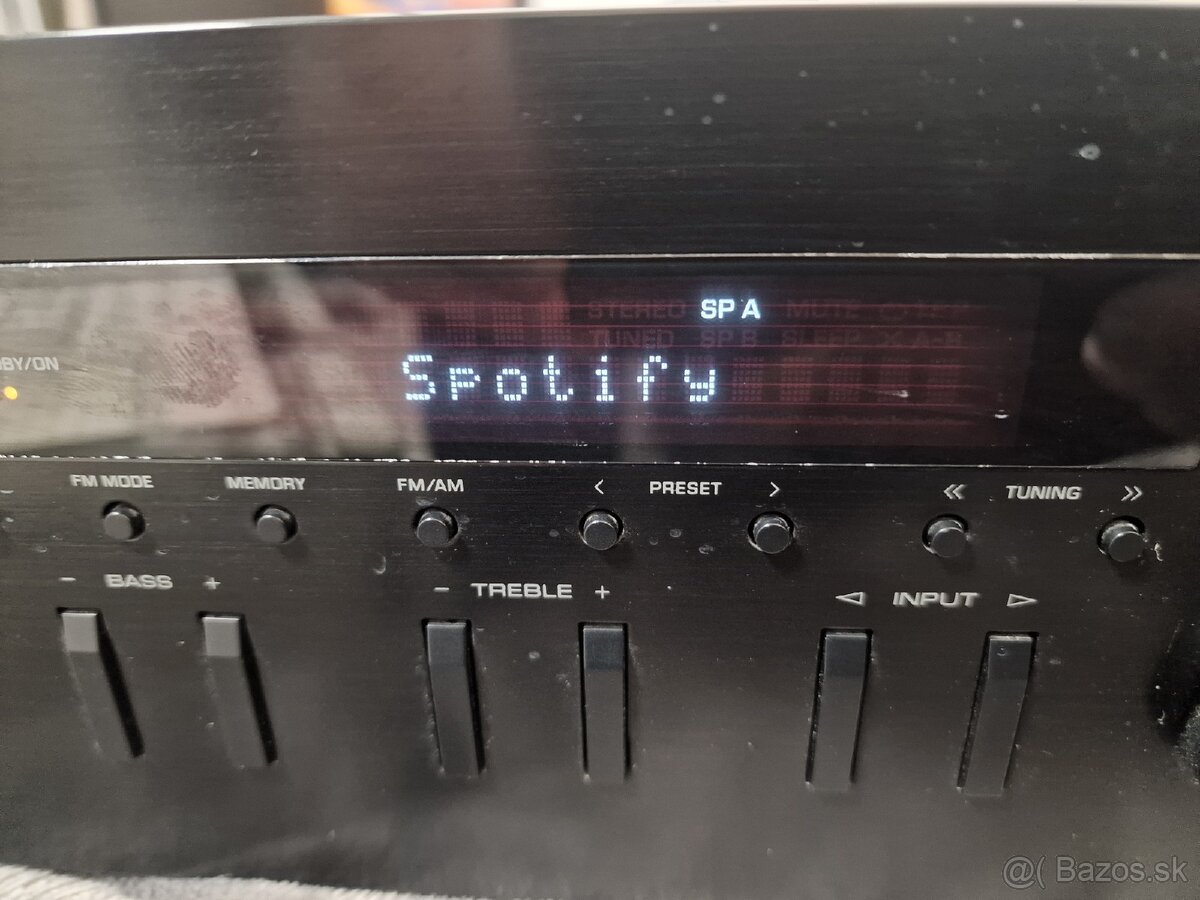 STEREO SP A MUTE
TUNED SP B SLEEP A-B
BY/ON
Spotify
FM MODE MEMORY FM/AM < PRESET > << TUNING >>
- BASS + - TREBLE + ◁ INPUT ▷
@( Bazos.sk